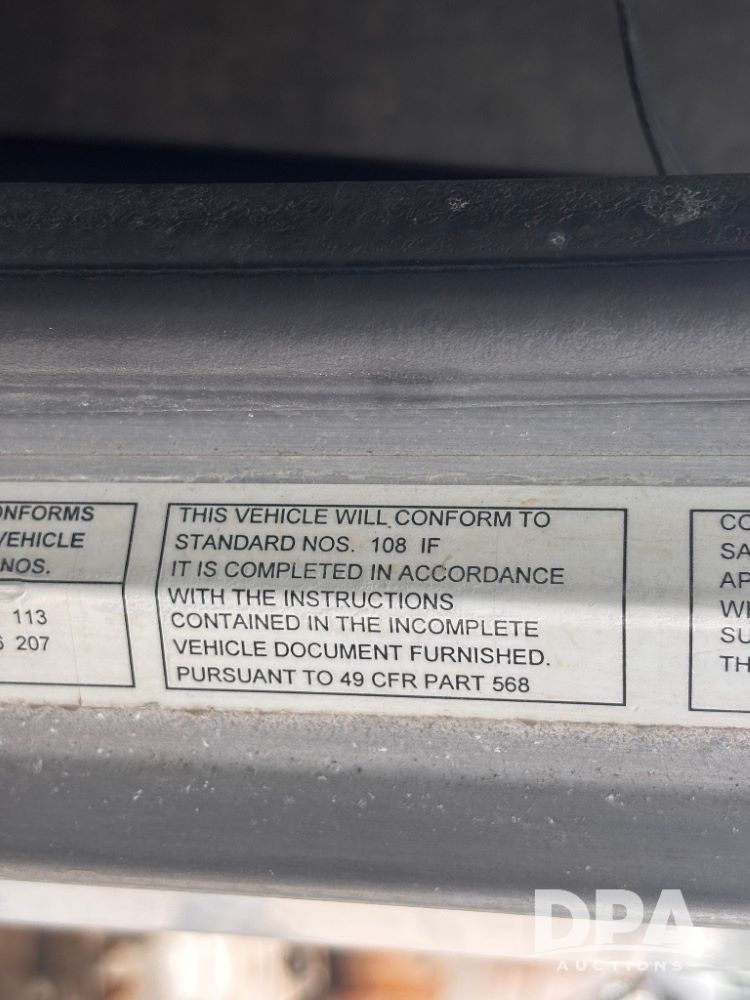 ONFORMS
VEHICLE
NOS.
113
207
THIS VEHICLE WILL CONFORM TO
STANDARD NOS. 108 IF
IT IS COMPLETED IN ACCORDANCE
WITH THE INSTRUCTIONS
CONTAINED IN THE INCOMPLETE
VEHICLE DOCUMENT FURNISHED.
PURSUANT TO 49 CFR PART 568
CO
SA
AP
WI
SU
TH
DPA
AUCTIONS